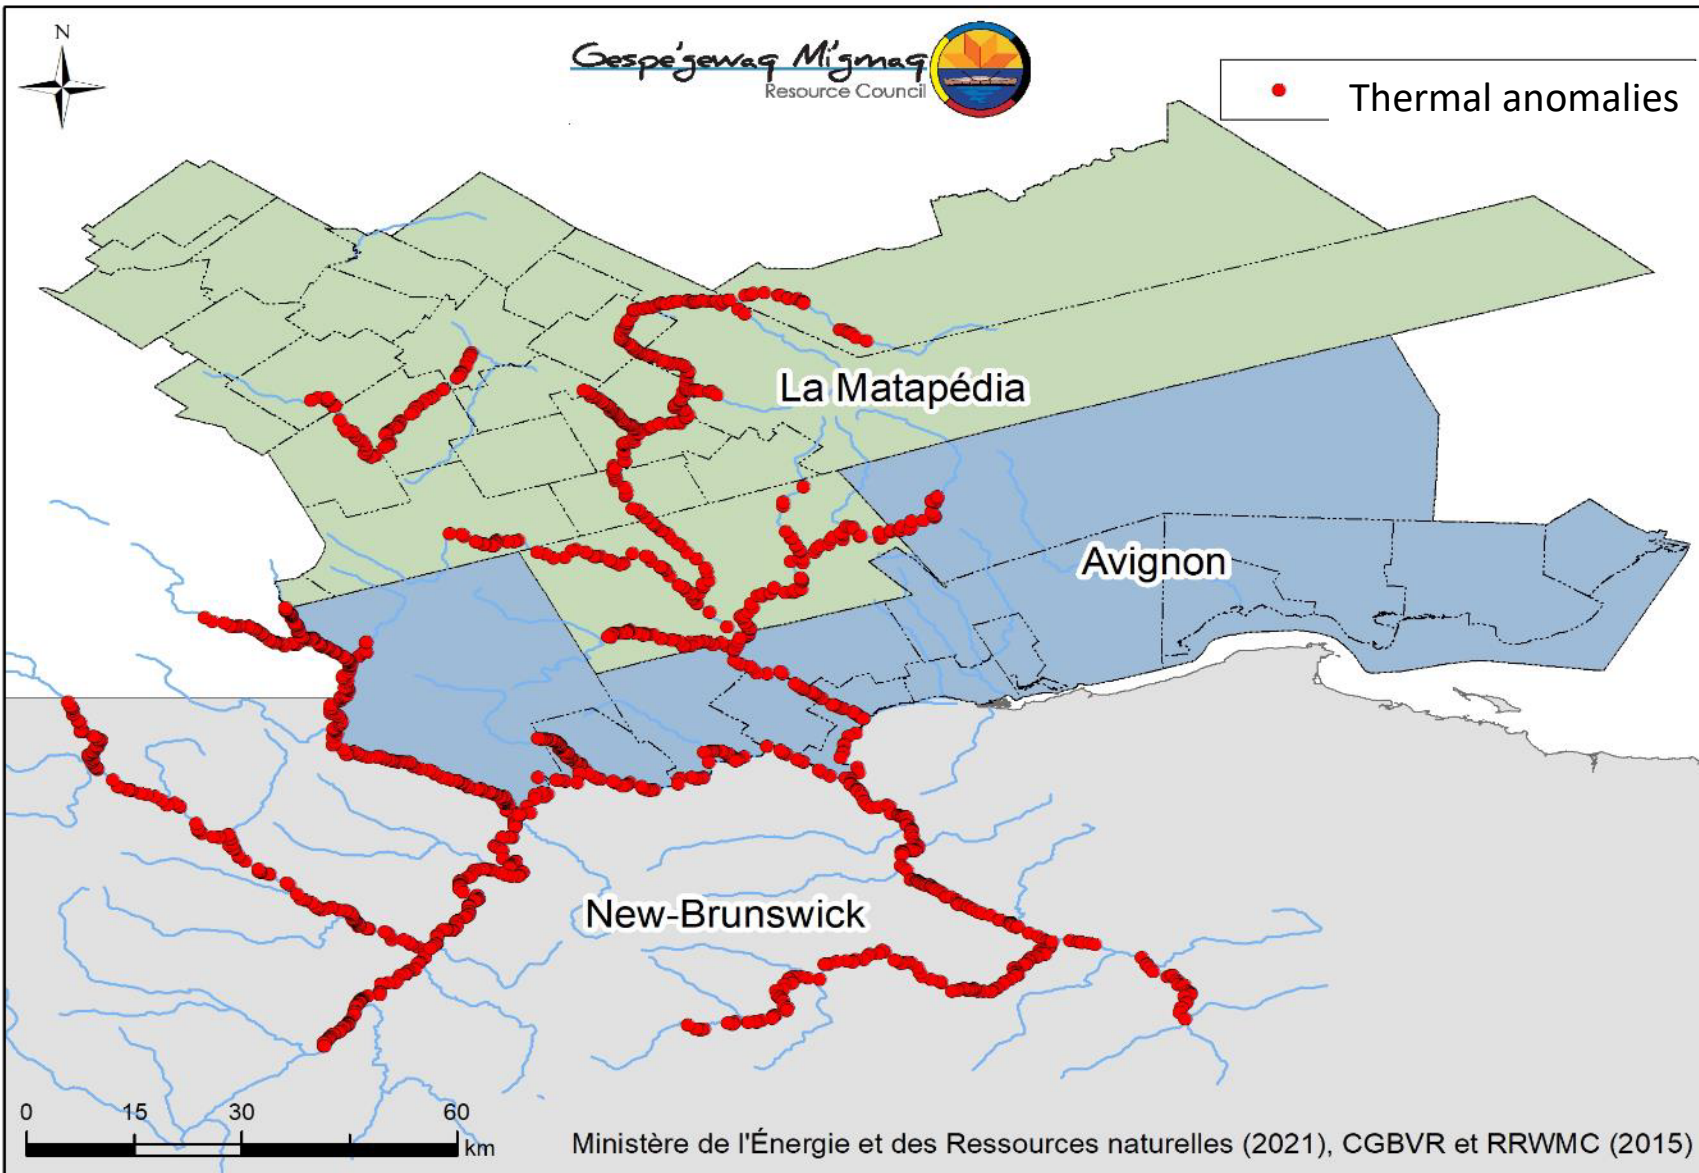 N
Gespe'gewaq Mi'gmaq
Resource Council
Thermal anomalies
La Matapédia
Avignon
New-Brunswick
0 15 30 60
km
Ministère de l'Énergie et des Ressources naturelles (2021), CGBVR et RRWMC (2015)